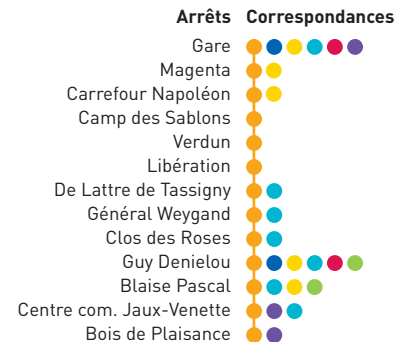 Arrêts Correspondances
Gare
Magenta
Carrefour Napoléon
Camp des Sablons
Verdun
Libération
De Lattre de Tassigny
Général Weygand
Clos des Roses
Guy Denielou
Blaise Pascal
Centre com. Jaux-Venette
Bois de Plaisance